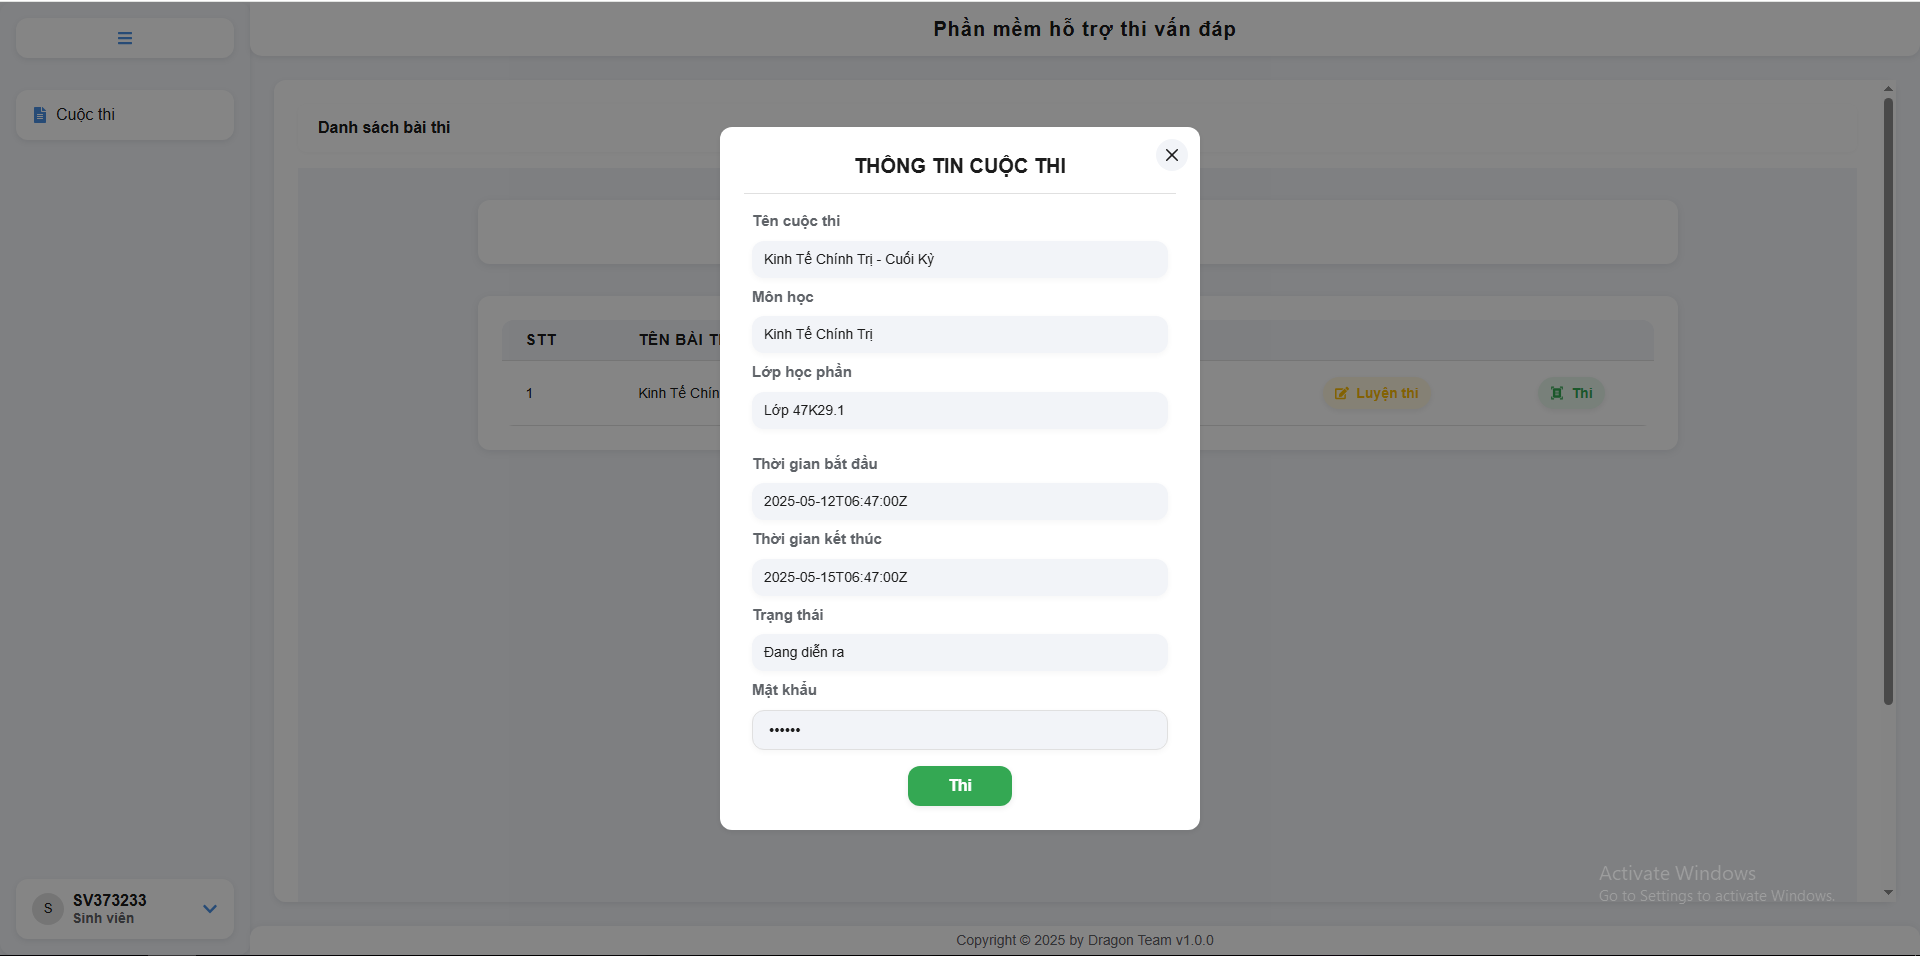 Phần mềm hỗ trợ thi vấn đáp
Cuộc thi
Danh sách bài thi
STT TÊN BÀI T
1 Kinh Tế Chín Luyện thi Thi
THÔNG TIN CUỘC THI
Tên cuộc thi
Kinh Tế Chính Trị - Cuối Kỳ
Môn học
Kinh Tế Chính Trị
Lớp học phần
Lớp 47K29.1
Thời gian bắt đầu
2025-05-12T06:47:00Z
Thời gian kết thúc
2025-05-15T06:47:00Z
Trạng thái
Đang diễn ra
Mật khẩu
••••••
Thi
S SV373233
Sinh viên
Activate Windows
Go to Settings to activate Windows.
Copyright © 2025 by Dragon Team v1.0.0